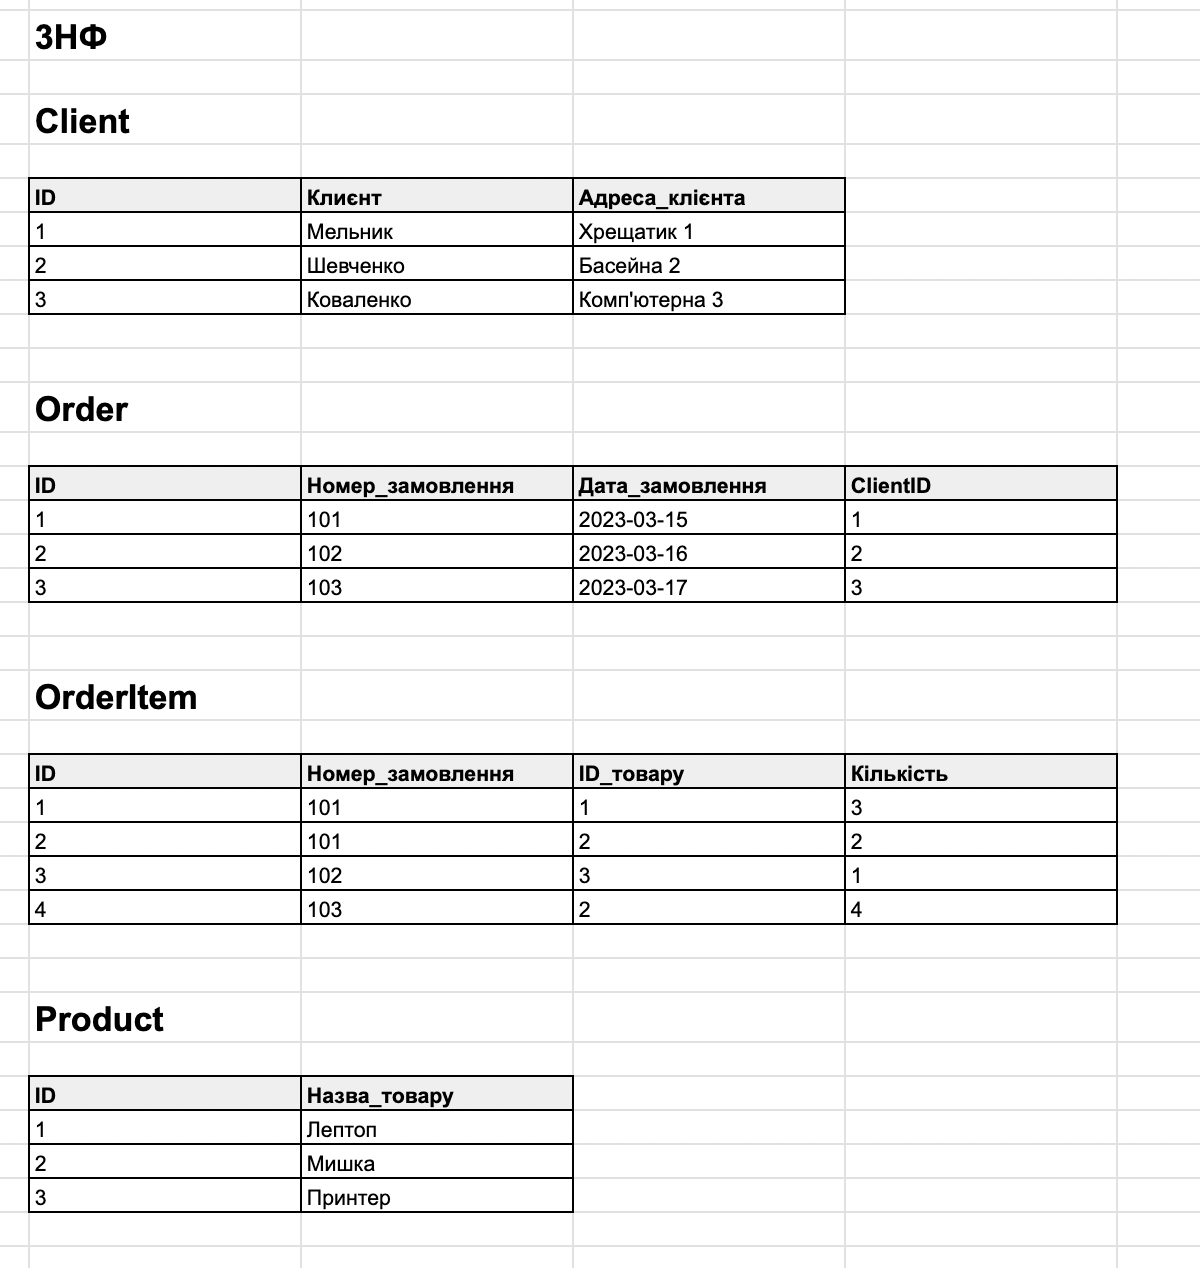 3НФ
Client
ID Клиєнт Адреса_клієнта
1 Мельник Хрещатик 1
2 Шевченко Басейна 2
3 Коваленко Комп'ютерна 3
Order
ID Номер_замовлення Дата_замовлення ClientID
1 101 2023-03-15 1
2 102 2023-03-16 2
3 103 2023-03-17 3
OrderItem
ID Номер_замовлення ID_товару Кількість
1 101 1 3
2 101 2 2
3 102 3 1
4 103 2 4
Product
ID Назва_товару
1 Лептоп
2 Мишка
3 Принтер